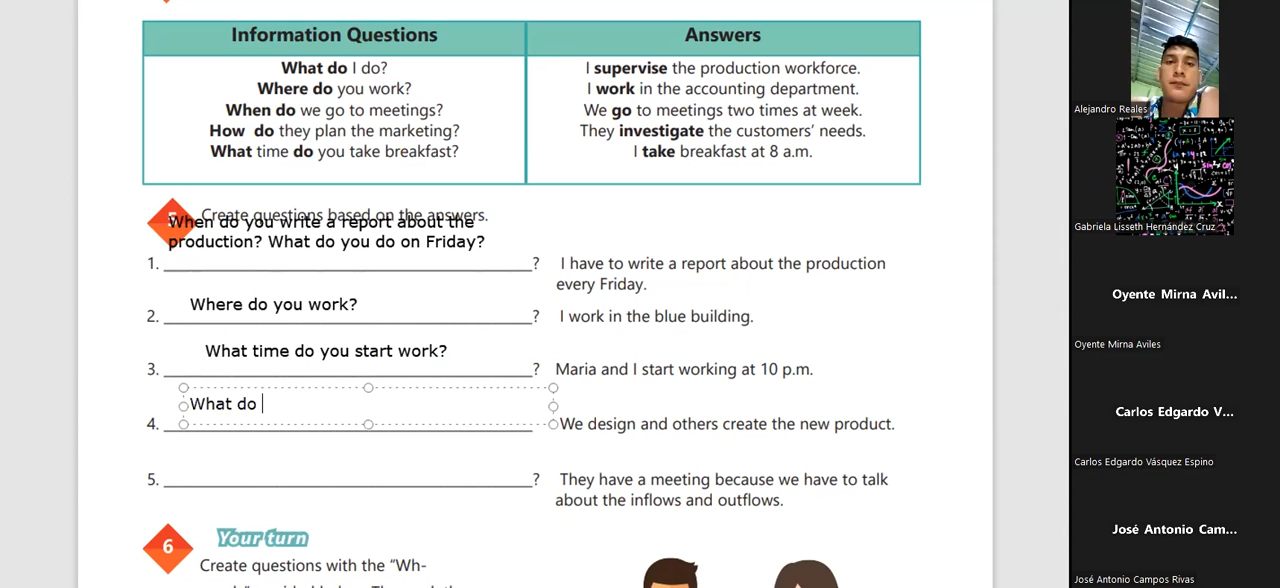 Information Questions
Answers
What do I do?
I supervise the production workforce.
Where do you work?
I work in the accounting department.
When do we go to meetings?
We go to meetings two times at week.
How do they plan the marketing?
They investigate the customers' needs.
What time do you take breakfast?
I take breakfast at 8 a.m.
Create questions based on the answers.
When do you write a report about the
production? What do you do on Friday?
1. ? I have to write a report about the production
every Friday.
Where do you work?
2. ? I work in the blue building.
What time do you start work?
3. ? Maria and I start working at 10 p.m.
What do
4. We design and others create the new product.
5. ? They have a meeting because we have to talk
about the inflows and outflows.
6 Your turn
Create questions with the "Wh-
Alejandro Reales
Gabriela Lisseth Hernández Cruz
Oyente Mirna Avil...
Oyente Mirna Aviles
Carlos Edgardo V...
Carlos Edgardo Vásquez Espino
José Antonio Cam...
José Antonio Campos Rivas